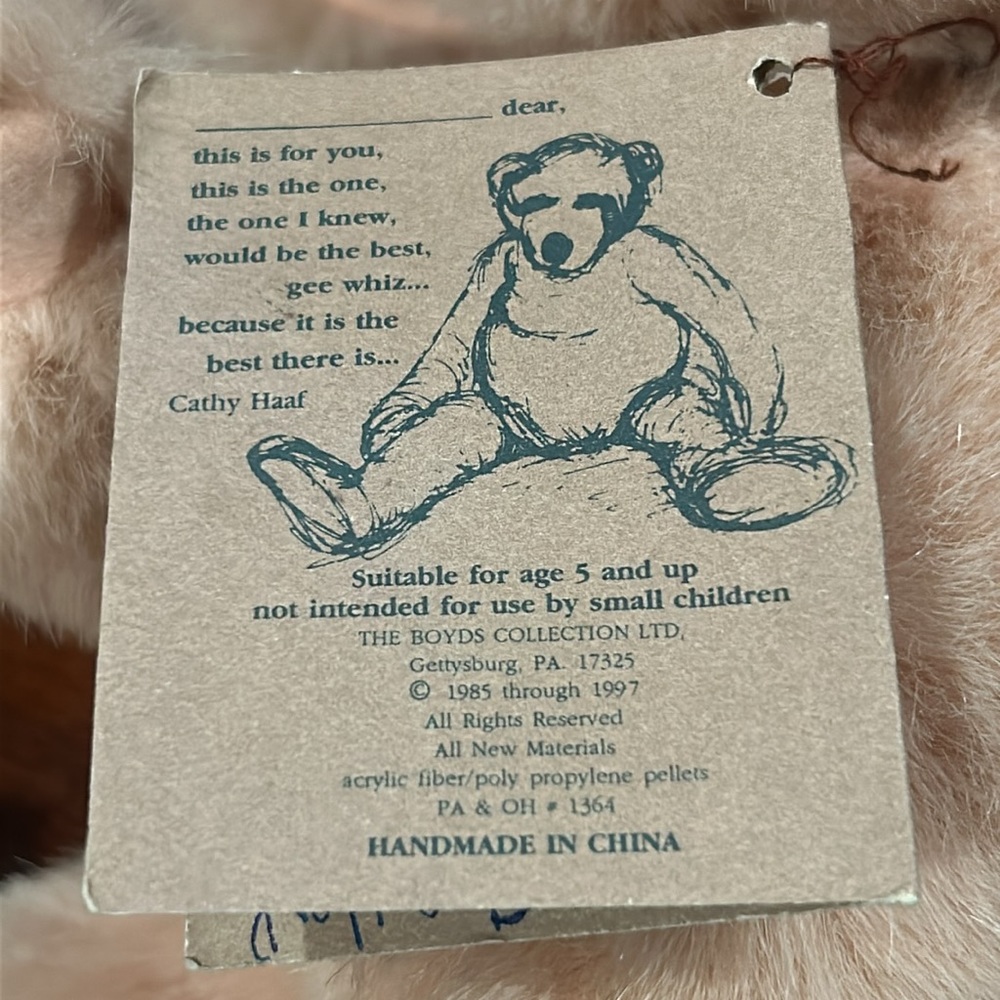 dear,
this is for you,
this is the one,
the one I knew,
would be the best,
gee whiz...
because it is the
best there is...
Cathy Haaf
Suitable for age 5 and up
not intended for use by small children
THE BOYDS COLLECTION LTD,
Gettysburg, PA. 17325
© 1985 through 1997
All Rights Reserved
All New Materials
acrylic fiber/poly propylene pellets
PA & OH # 1364
HANDMADE IN CHINA